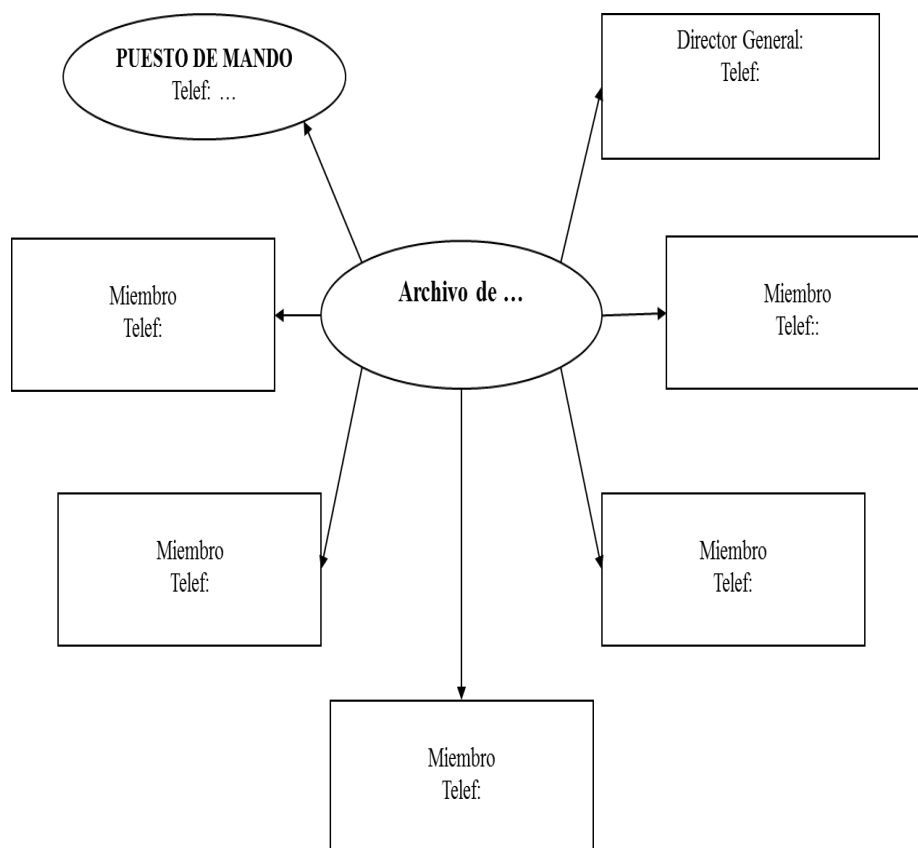 PUESTO DE MANDO
Telef: ...
Director General:
Telef:
Archivo de ...
Miembro
Telef:
Miembro
Telef::
Miembro
Telef:
Miembro
Telef:
Miembro
Telef: